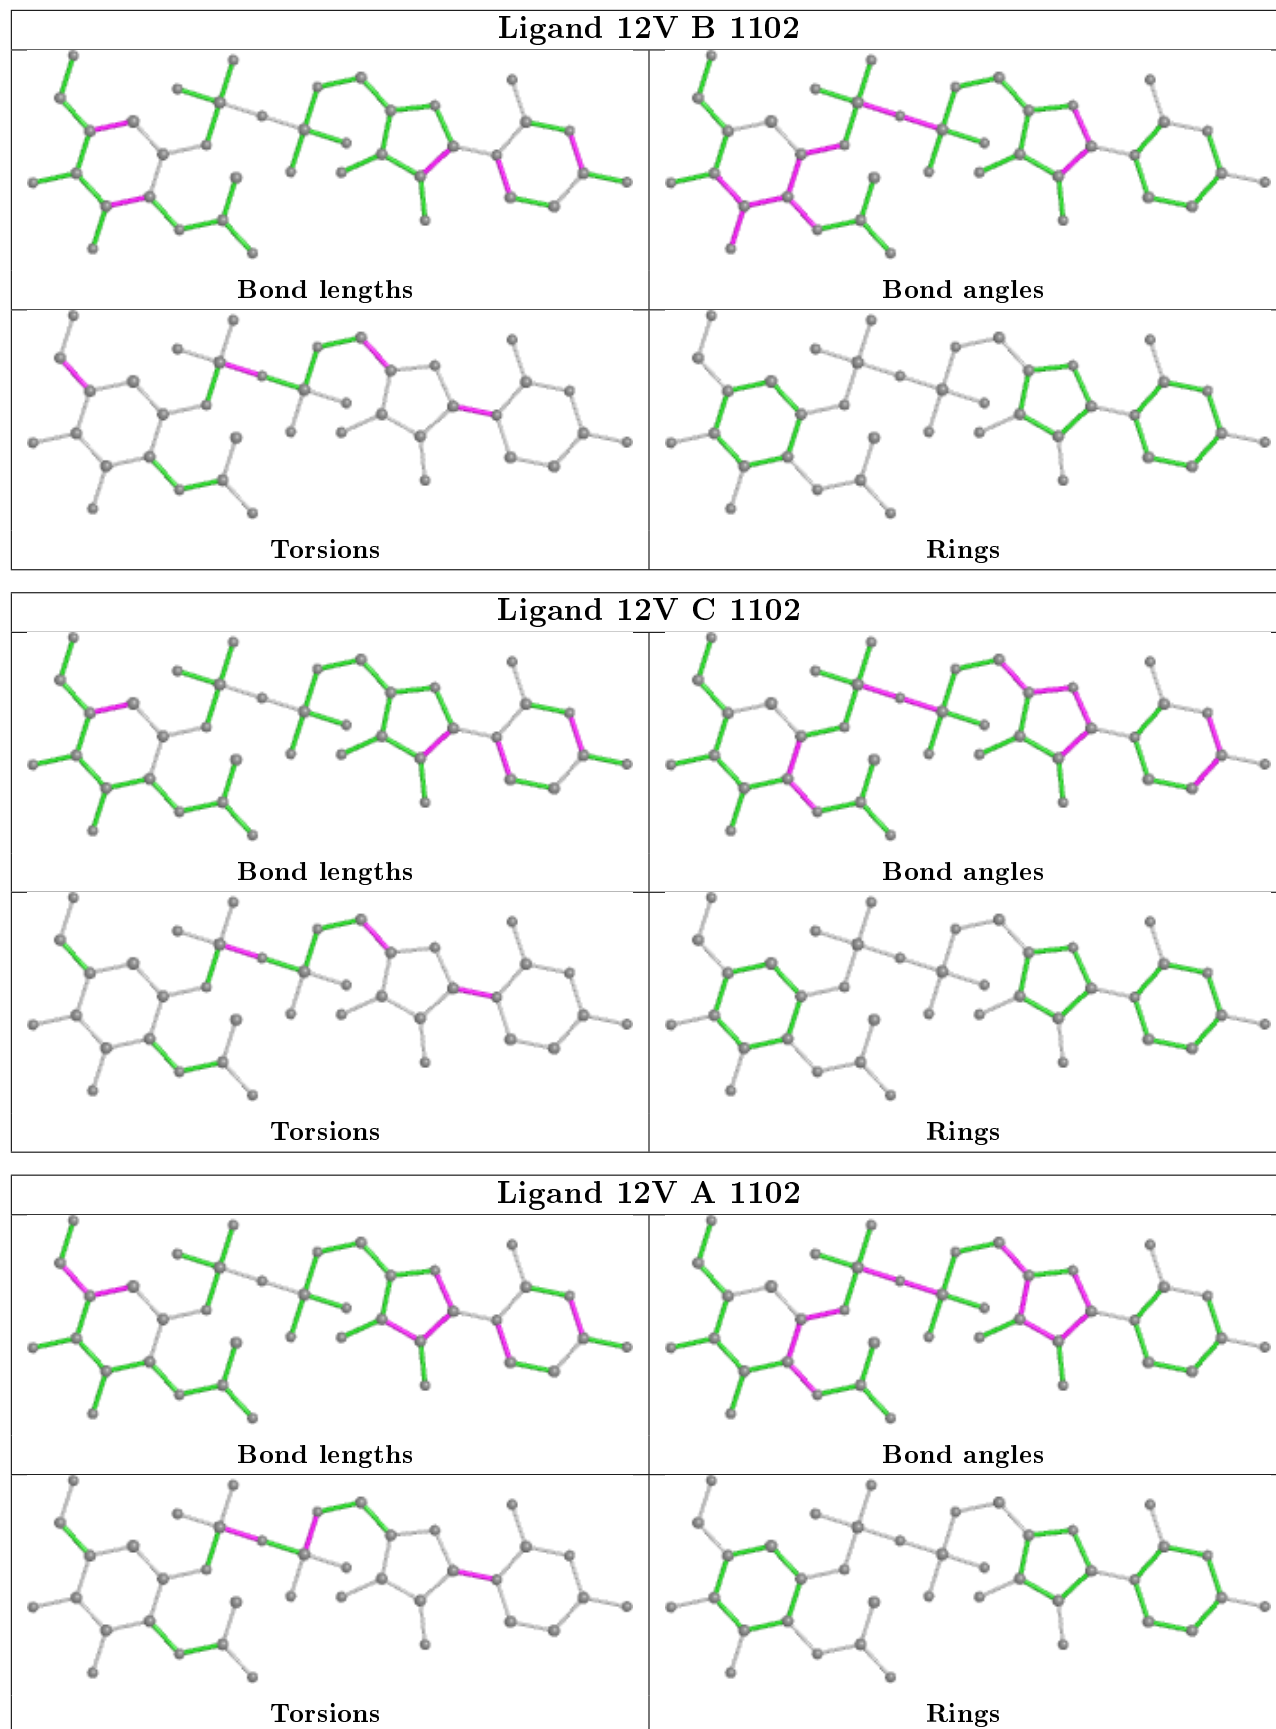 Ligand 12V B 1102
Bond lengths
Bond angles
Torsions
Rings
Ligand 12V C 1102
Bond lengths
Bond angles
Torsions
Rings
Ligand 12V A 1102
Bond lengths
Bond angles
Torsions
Rings